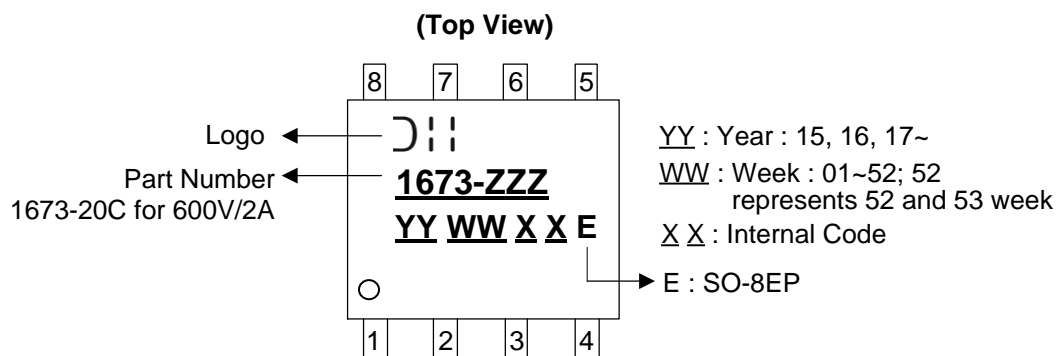 (Top View)
8 7 6 5
Logo
Part Number
1673-20C for 600V/2A
1673-ZZZ
YY WW X X E
YY : Year : 15, 16, 17~
WW : Week : 01~52; 52
represents 52 and 53 week
X X : Internal Code
E : SO-8EP
1 2 3 4